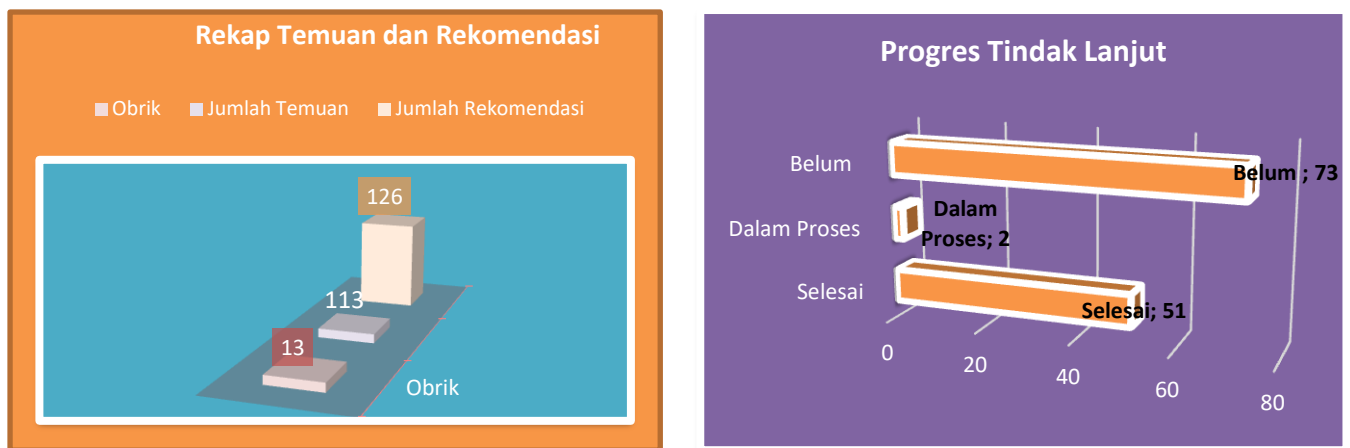 Rekap Temuan dan Rekomendasi
Obrik Jumlah Temuan Jumlah Rekomendasi
126
113
13
Obrik
Progres Tindak Lanjut
Belum
Belum ; 73
Dalam Proses
Dalam
Proses; 2
Selesai
Selesai; 51
0
20
40
60
80